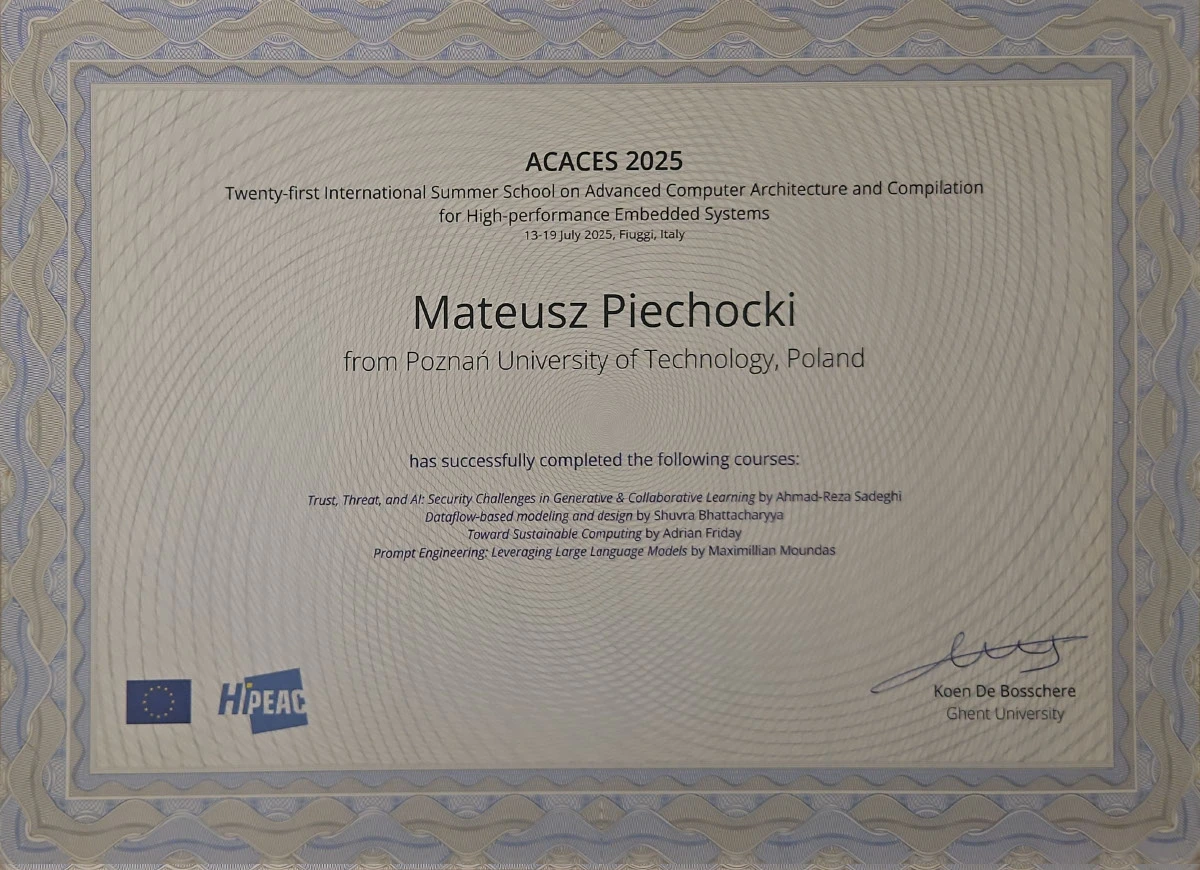 ACACES 2025
Twenty-first International Summer School on Advanced Computer Architecture and Compilation
for High-performance Embedded Systems
13-19 July 2025, Fiuggi, Italy
Mateusz Piechocki
from Poznań University of Technology, Poland
has successfully completed the following courses:
Trust, Threat, and AI: Security Challenges in Generative & Collaborative Learning by Ahmad-Reza Sadeghi
Dataflow-based modeling and design by Shuvra Bhattacharyya
Toward Sustainable Computing by Adrian Friday
Prompt Engineering: Leveraging Large Language Models by Maximillian Moundas
HiPEAC
Koen De Bosschere
Ghent University